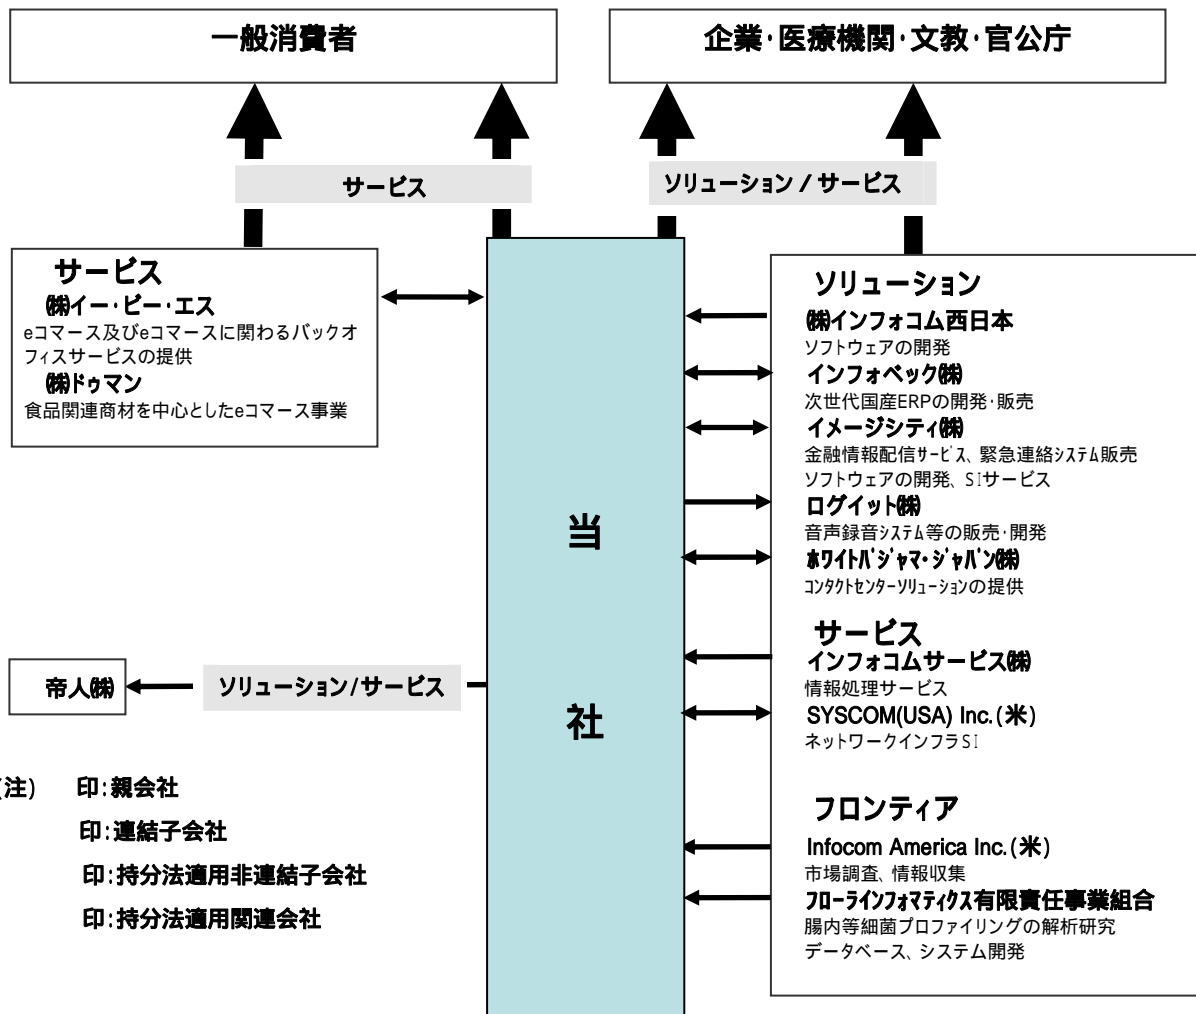 一般消費者
企業・医療機関・文教・官公庁
サービス
ソリューション / サービス
サービス
㈱イー・ビー・エス
eコマース及びeコマースに関わるバックオ
フィスサービスの提供
㈱ドゥマン
食品関連商材を中心としたeコマース事業
当
社
帝人㈱
ソリューション/サービス
(注) 印:親会社
印:連結子会社
印:持分法適用非連結子会社
印:持分法適用関連会社
ソリューション
㈱インフォコム西日本
ソフトウェアの開発
インフォベック㈱
次世代国産ERPの開発・販売
イメージシティ㈱
金融情報配信サービス、緊急連絡システム販売
ソフトウェアの開発、SIサービス
ログイット㈱
音声録音システム等の販売・開発
ホワイトパジャマ・ジャパン㈱
コンタクトセンターソリューションの提供
サービス
インフォコムサービス㈱
情報処理サービス
SYSCOM(USA) Inc.(米)
ネットワークインフラSI
フロンティア
Infocom America Inc.(米)
市場調査、情報収集
フローラインフォマティクス有限責任事業組合
腸内等細菌プロファイリングの解析研究
データベース、システム開発